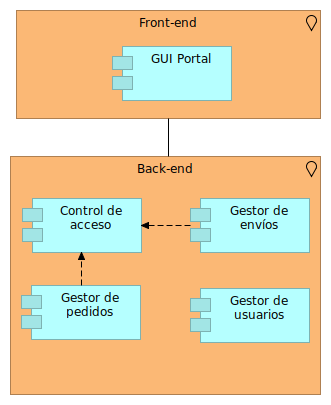 Front-end
GUI Portal
Back-end
Control de
acceso
Gestor de
envíos
Gestor de
pedidos
Gestor de
usuarios